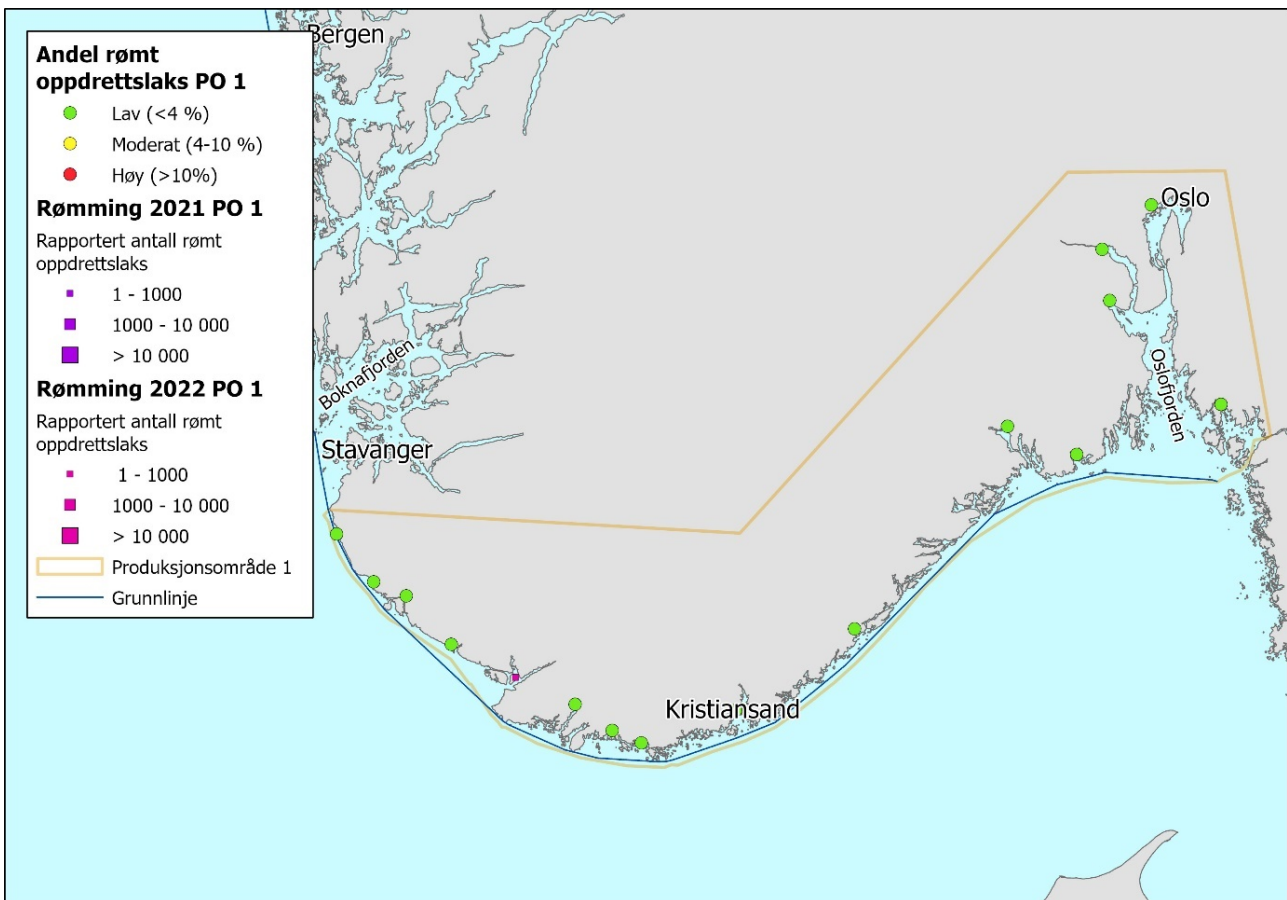 Bergen
Andel rømt
oppdrettslaks PO 1
Lav (<4 %)
Moderat (4-10 %)
Høy (>10%)
Rømming 2021 PO 1
Rapportert antall rømt
oppdrettslaks
1 - 1000
1000 - 10 000
> 10 000
Rømming 2022 PO 1
Rapportert antall rømt
oppdrettslaks
1 - 1000
1000 - 10 000
> 10 000
Produksjonsområde 1
Grunnlinje
Oslo
Boknafjorden
Oslofjorden
Stavanger
Kristiansand